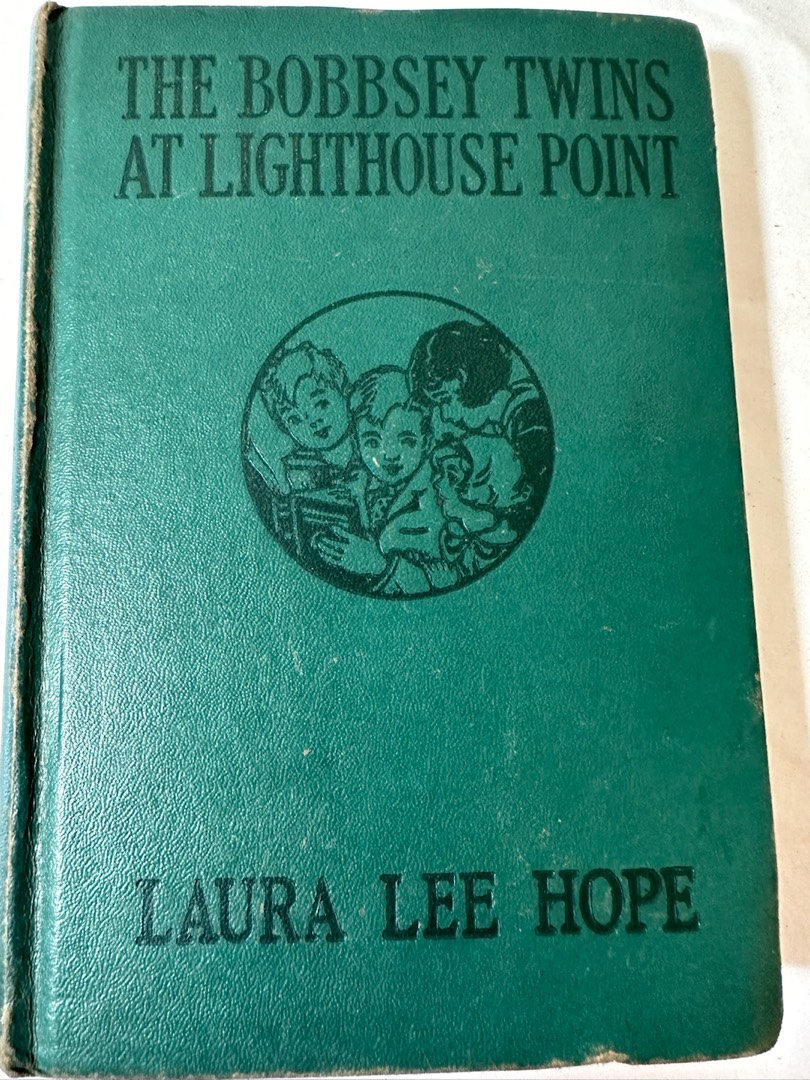 THE BOBBSEY TWINS
AT LIGHTHOUSE POINT
LAURA LEE HOPE